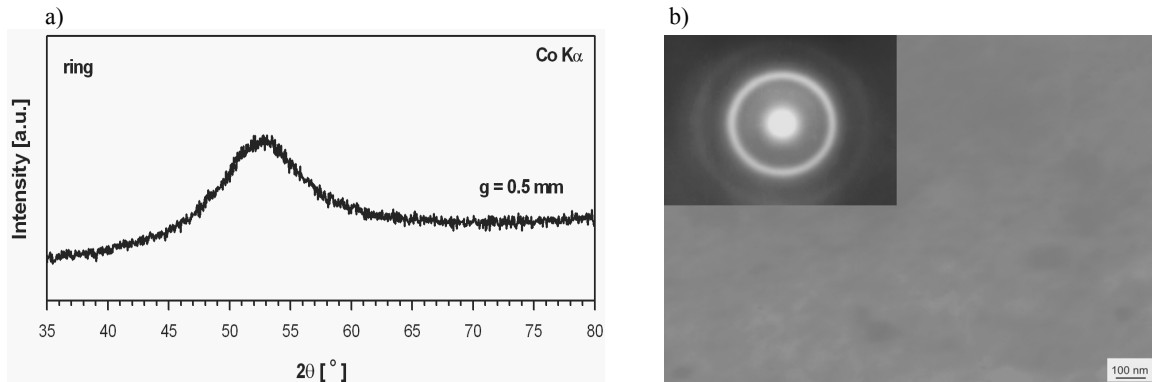 a)
ring
Co Kα
g = 0.5 mm
Intensity [a.u.]
35 40 45 50 55 60 65 70 75 80
2θ [°]
b)
100 nm